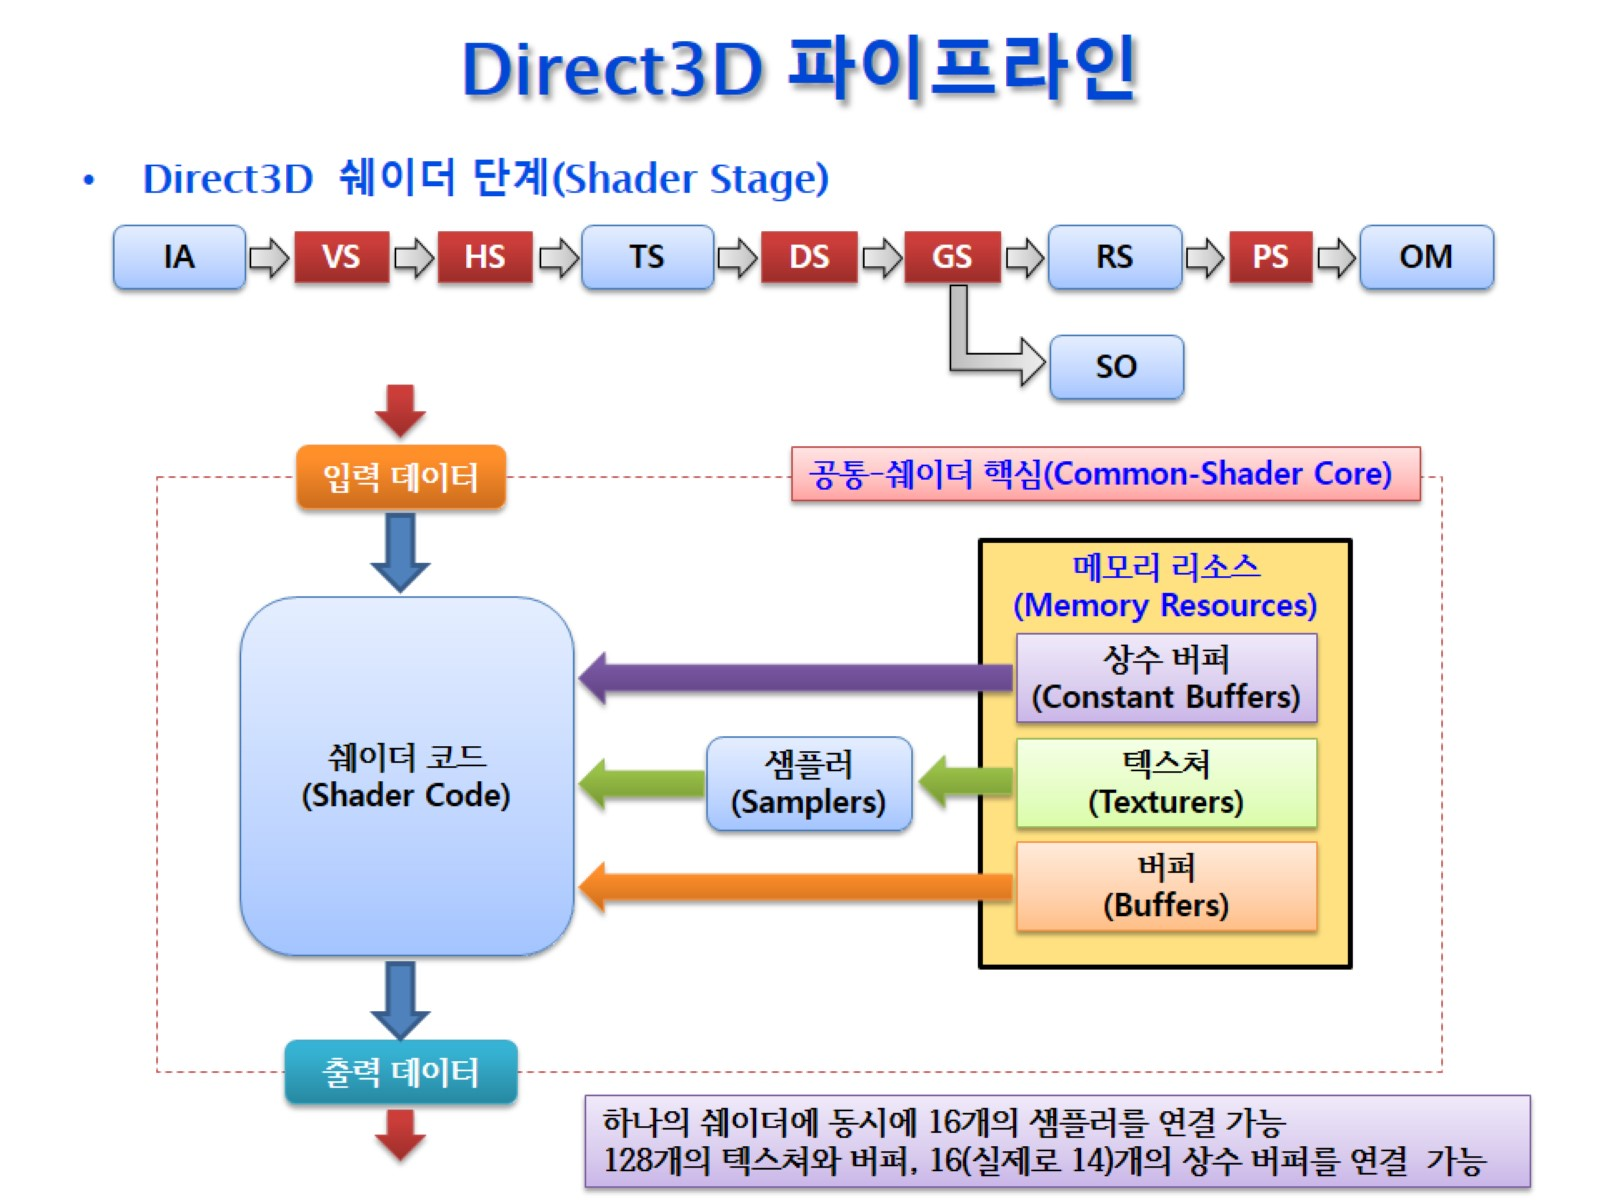 Direct3D 파이프라인
• Direct3D 쉐이더 단계(Shader Stage)
IA VS HS TS DS GS RS PS OM
SO
입력 데이터
공통-쉐이더 핵심(Common-Shader Core)
메모리 리소스
(Memory Resources)
상수 버퍼
(Constant Buffers)
쉐이더 코드
(Shader Code)
샘플러
(Samplers)
텍스쳐
(Texturers)
버퍼
(Buffers)
출력 데이터
하나의 쉐이더에 동시에 16개의 샘플러를 연결 가능
128개의 텍스쳐와 버퍼, 16(실제로 14)개의 상수 버퍼를 연결 가능